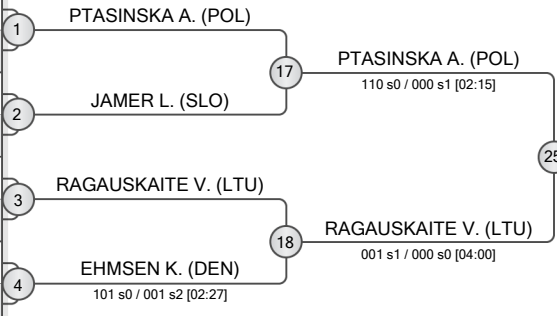 PTASINSKA A. (POL)
1
17
PTASINSKA A. (POL)
110 s0 / 000 s1 [02:15]
JAMER L. (SLO)
2
25
RAGAUSKAITE V. (LTU)
3
18
RAGAUSKAITE V. (LTU)
001 s1 / 000 s0 [04:00]
EHMSEN K. (DEN)
4
101 s0 / 001 s2 [02:27]